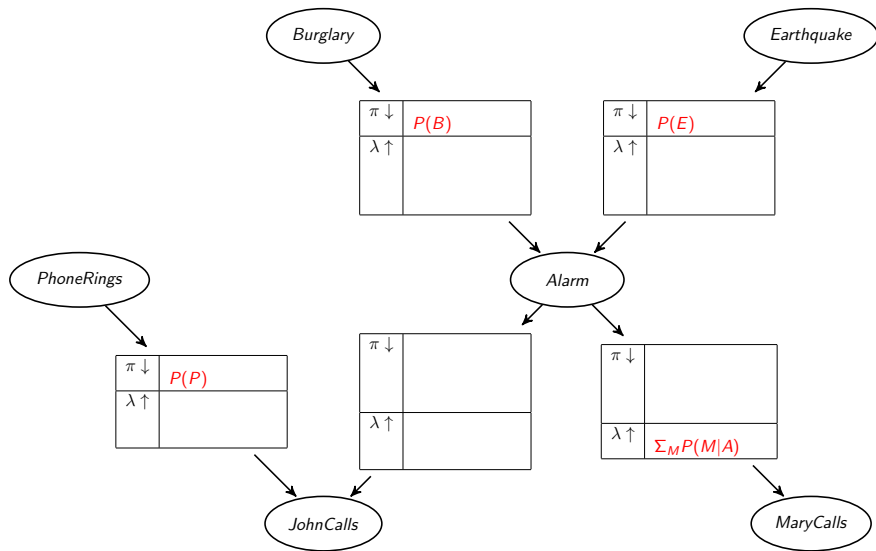 Burglary
Earthquake
π ↓
P(B)
λ ↑
π ↓
P(E)
λ ↑
PhoneRings
Alarm
π ↓
P(P)
λ ↑
π ↓
λ ↑
π ↓
λ ↑
Σ_M P(M|A)
JohnCalls
MaryCalls